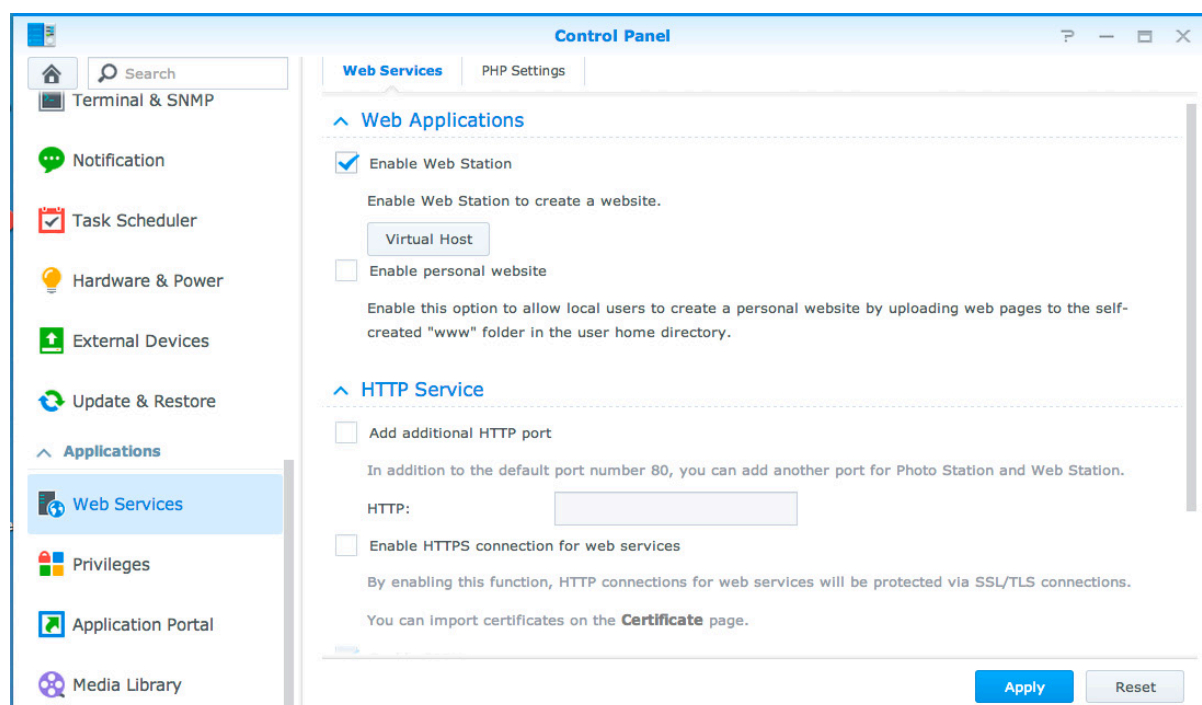 Control Panel
Search
Terminal & SNMP
Notification
Task Scheduler
Hardware & Power
External Devices
Update & Restore
Applications
Web Services
Privileges
Application Portal
Media Library
Web Services
PHP Settings
Web Applications
Enable Web Station
Enable Web Station to create a website.
Virtual Host
Enable personal website
Enable this option to allow local users to create a personal website by uploading web pages to the self-
created "www" folder in the user home directory.
HTTP Service
Add additional HTTP port
In addition to the default port number 80, you can add another port for Photo Station and Web Station.
HTTP:
Enable HTTPS connection for web services
By enabling this function, HTTP connections for web services will be protected via SSL/TLS connections.
You can import certificates on the Certificate page.
Apply
Reset